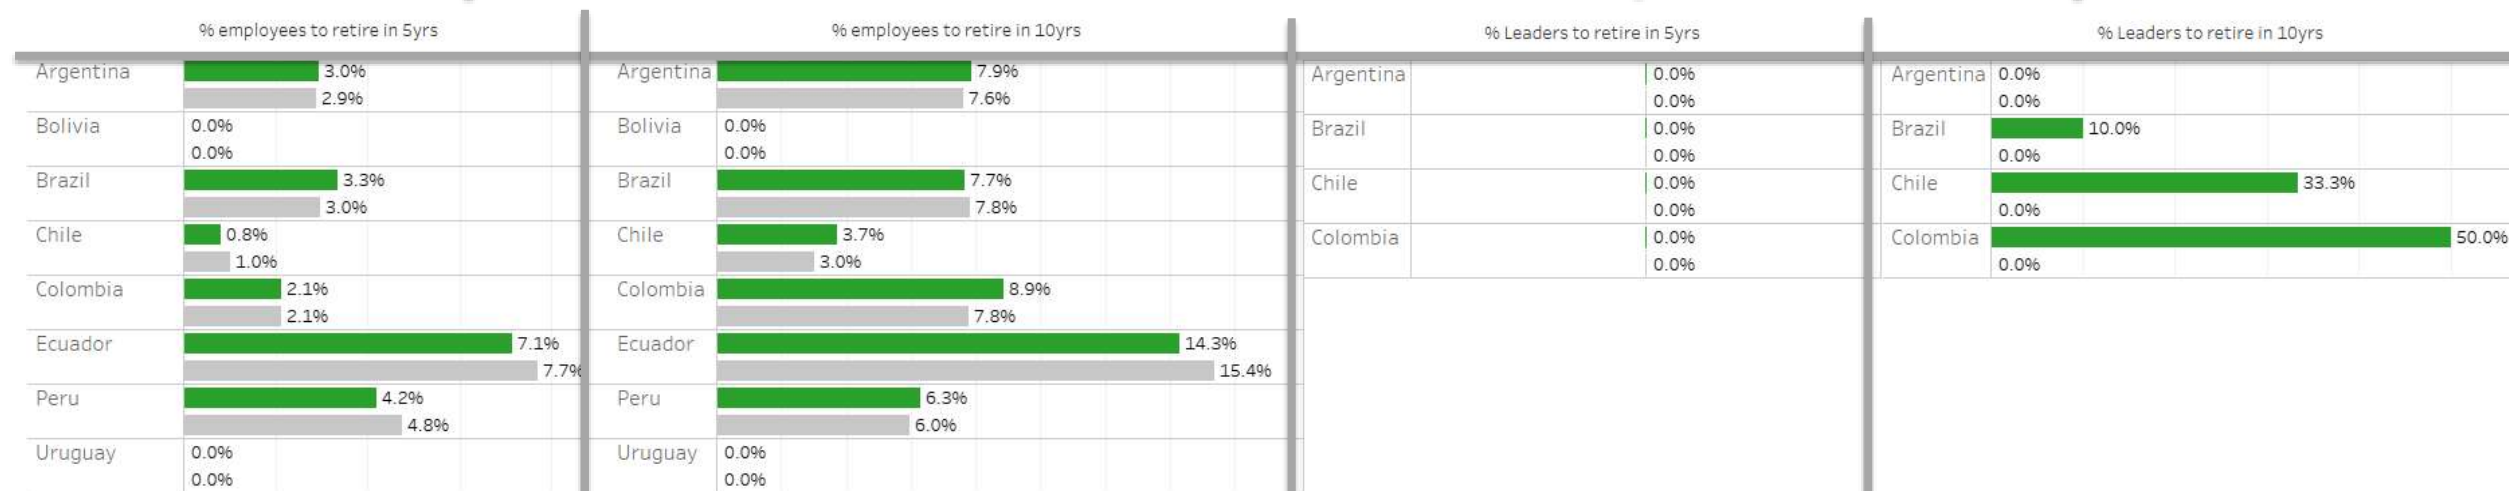 % employees to retire in 5yrs
Argentina 3.0%
2.9%
Bolivia 0.0%
0.0%
Brazil 3.3%
3.0%
Chile 0.8%
1.0%
Colombia 2.1%
2.1%
Ecuador 7.1%
7.7%
Peru 4.2%
4.8%
Uruguay 0.0%
0.0%
% employees to retire in 10yrs
Argentina 7.9%
7.6%
Bolivia 0.0%
0.0%
Brazil 7.7%
7.8%
Chile 3.7%
3.0%
Colombia 8.9%
7.8%
Ecuador 14.3%
15.4%
Peru 6.3%
6.0%
Uruguay 0.0%
0.0%
% Leaders to retire in 5yrs
Argentina 0.0%
0.0%
Brazil 0.0%
0.0%
Chile 0.0%
0.0%
Colombia 0.0%
0.0%
% Leaders to retire in 10yrs
Argentina 0.0%
0.0%
Brazil 10.0%
0.0%
Chile 33.3%
0.0%
Colombia 50.0%
0.0%